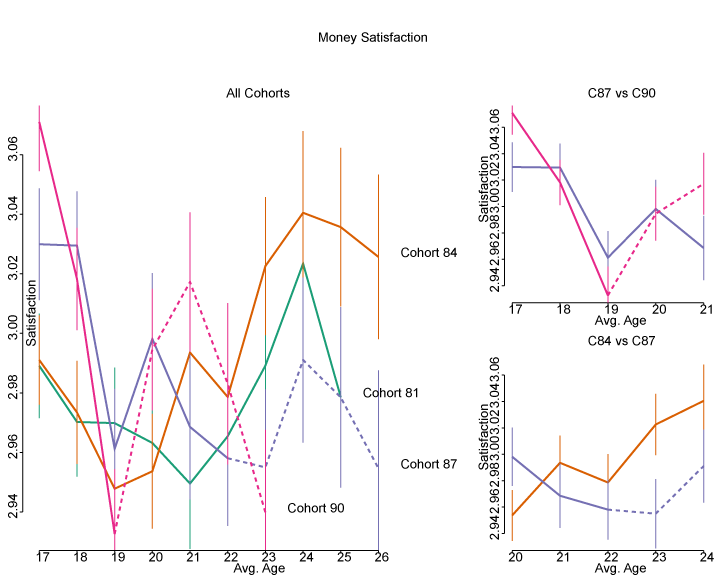 Money Satisfaction
All Cohorts
Satisfaction
3.06
3.04
3.02
3.00
2.98
2.96
2.94
Cohort 84
Cohort 81
Cohort 87
Cohort 90
17 18 19 20 21 22 23 24 25 26
Avg. Age
C87 vs C90
Satisfaction
2.942.962.983.003.023.043.06
17 18 19 20 21
Avg. Age
C84 vs C87
Satisfaction
2.942.962.983.003.023.043.06
20 21 22 23 24
Avg. Age